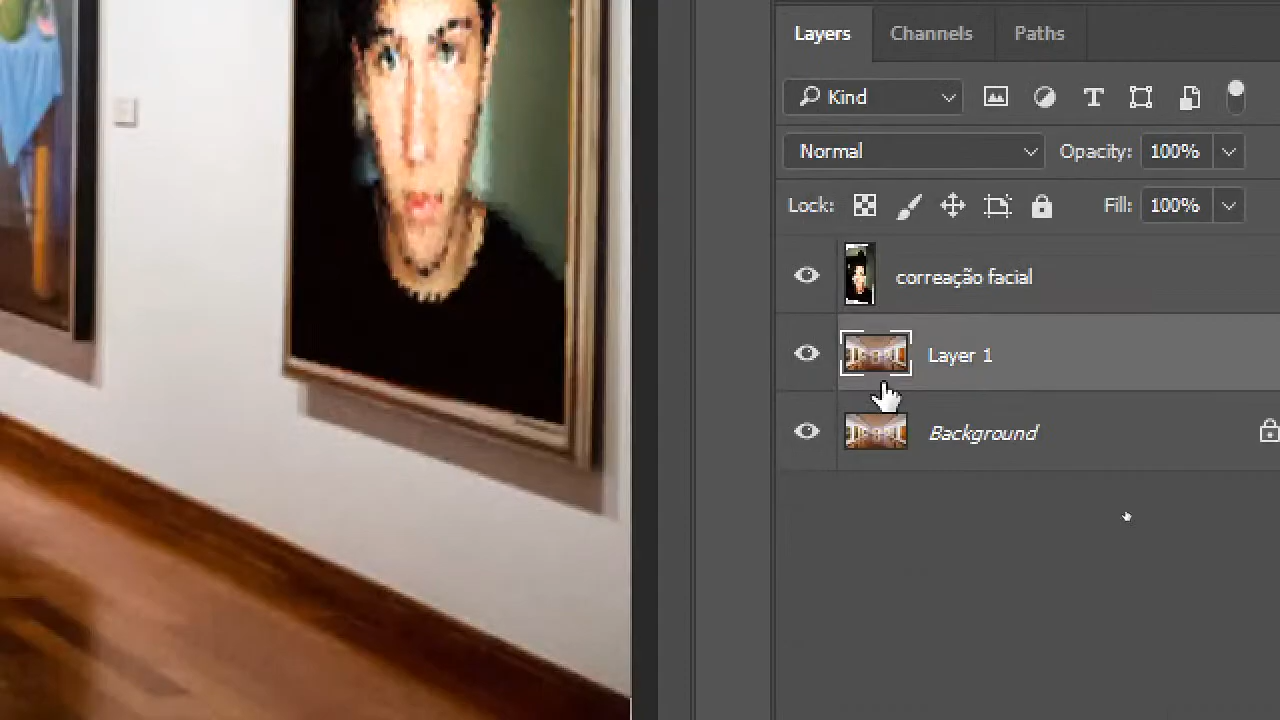 Layers Channels Paths
Kind
Normal Opacity: 100%
Lock: Fill: 100%
correação facial
Layer 1
Background